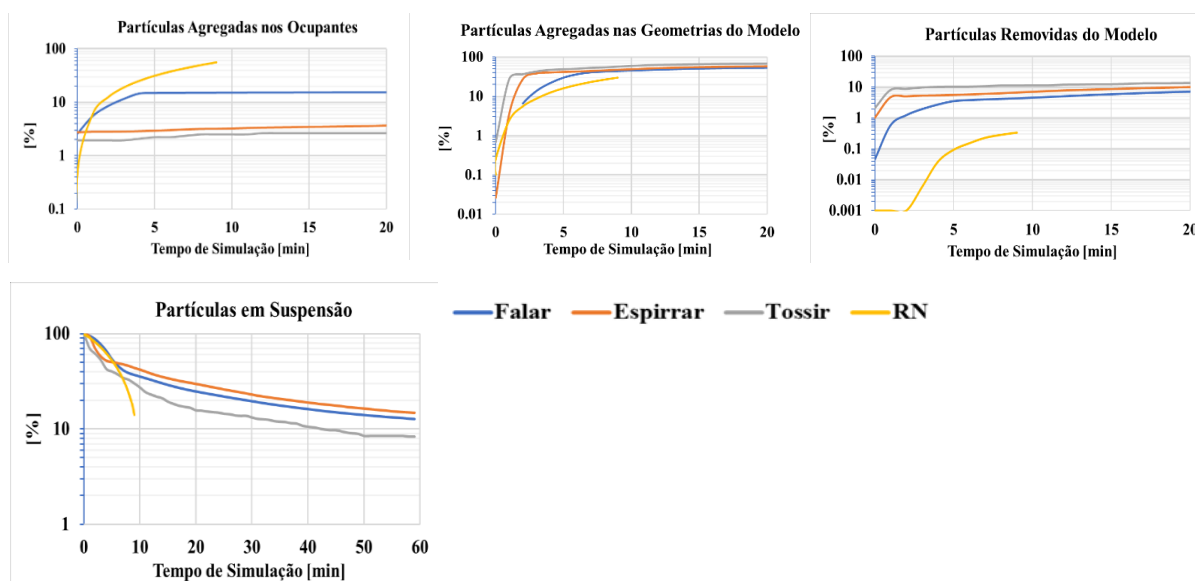 Partículas Agregadas nos Ocupantes
100
10
1
0.1
[%]
0 5 10 15 20
Tempo de Simulação [min]
Partículas Agregadas nas Geometrias do Modelo
100
10
1
0.1
0.01
[%]
0 5 10 15 20
Tempo de Simulação [min]
Partículas Removidas do Modelo
100
10
1
0.1
0.01
0.001
[%]
0 5 10 15 20
Tempo de Simulação [min]
Partículas em Suspensão
100
10
1
[%]
0 10 20 30 40 50 60
Tempo de Simulação [min]
Falar Espirrar Tossir RN